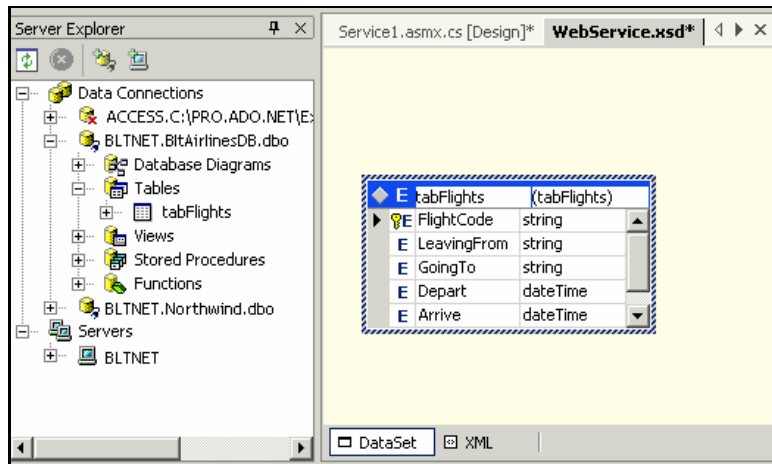 Server Explorer
Data Connections
ACCESS.C:\PRO.ADO.NET\E
BLTNET.BltAirlinesDB.dbo
Database Diagrams
Tables
tabFlights
Views
Stored Procedures
Functions
BLTNET.Northwind.dbo
Servers
BLTNET
Service1.asmx.cs [Design]* WebService.xsd*
E tabFlights (tabFlights)
E FlightCode string
E LeavingFrom string
E GoingTo string
E Depart dateTime
E Arrive dateTime
DataSet XML